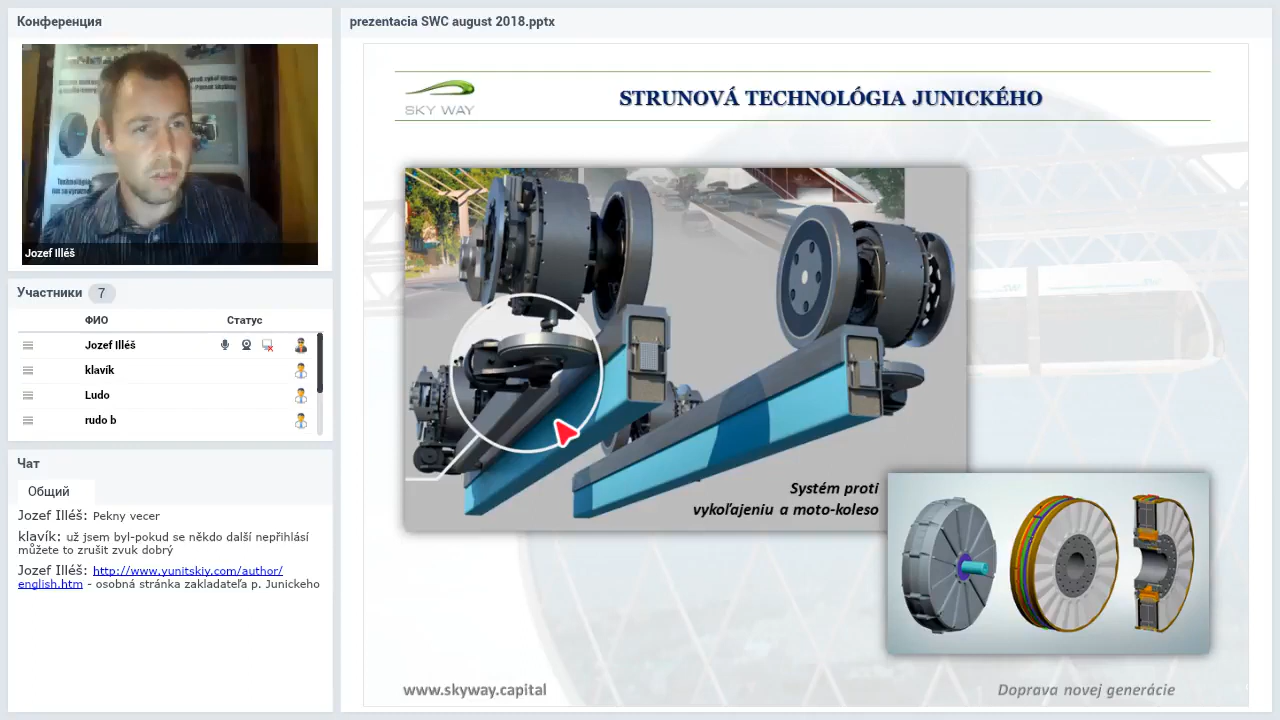 Конференция
Jozef Illéš
Участники 7
ФИО Статус
Jozef Illéš
klavík
Ludo
rudo b
Чат
Общий
Jozef Illéš: Pekny vecer
klavík: už jsem byl-pokud se někdo další nepřihlásí
můžete to zrušit zvuk dobrý
Jozef Illéš: http://www.yunitskiy.com/author/
english.htm - osobná stránka zakladateľa p. Junickeho
prezentacia SWC august 2018.pptx
SKY WAY
STRUNOVÁ TECHNOLÓGIA JUNICKÉHO
Systém proti
vykoľajeniu a moto-koleso
www.skyway.capital
Doprava novej generácie